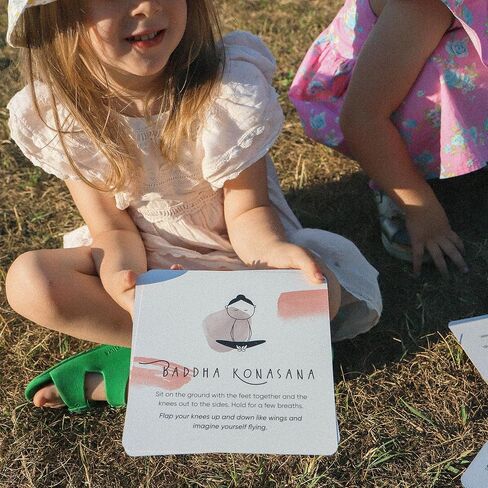 BADDHA KONASANA
Sit on the ground with the feet together and the
knees out to the sides. Hold for a few breaths.
Flap your knees up and down like wings and
imagine yourself flying.